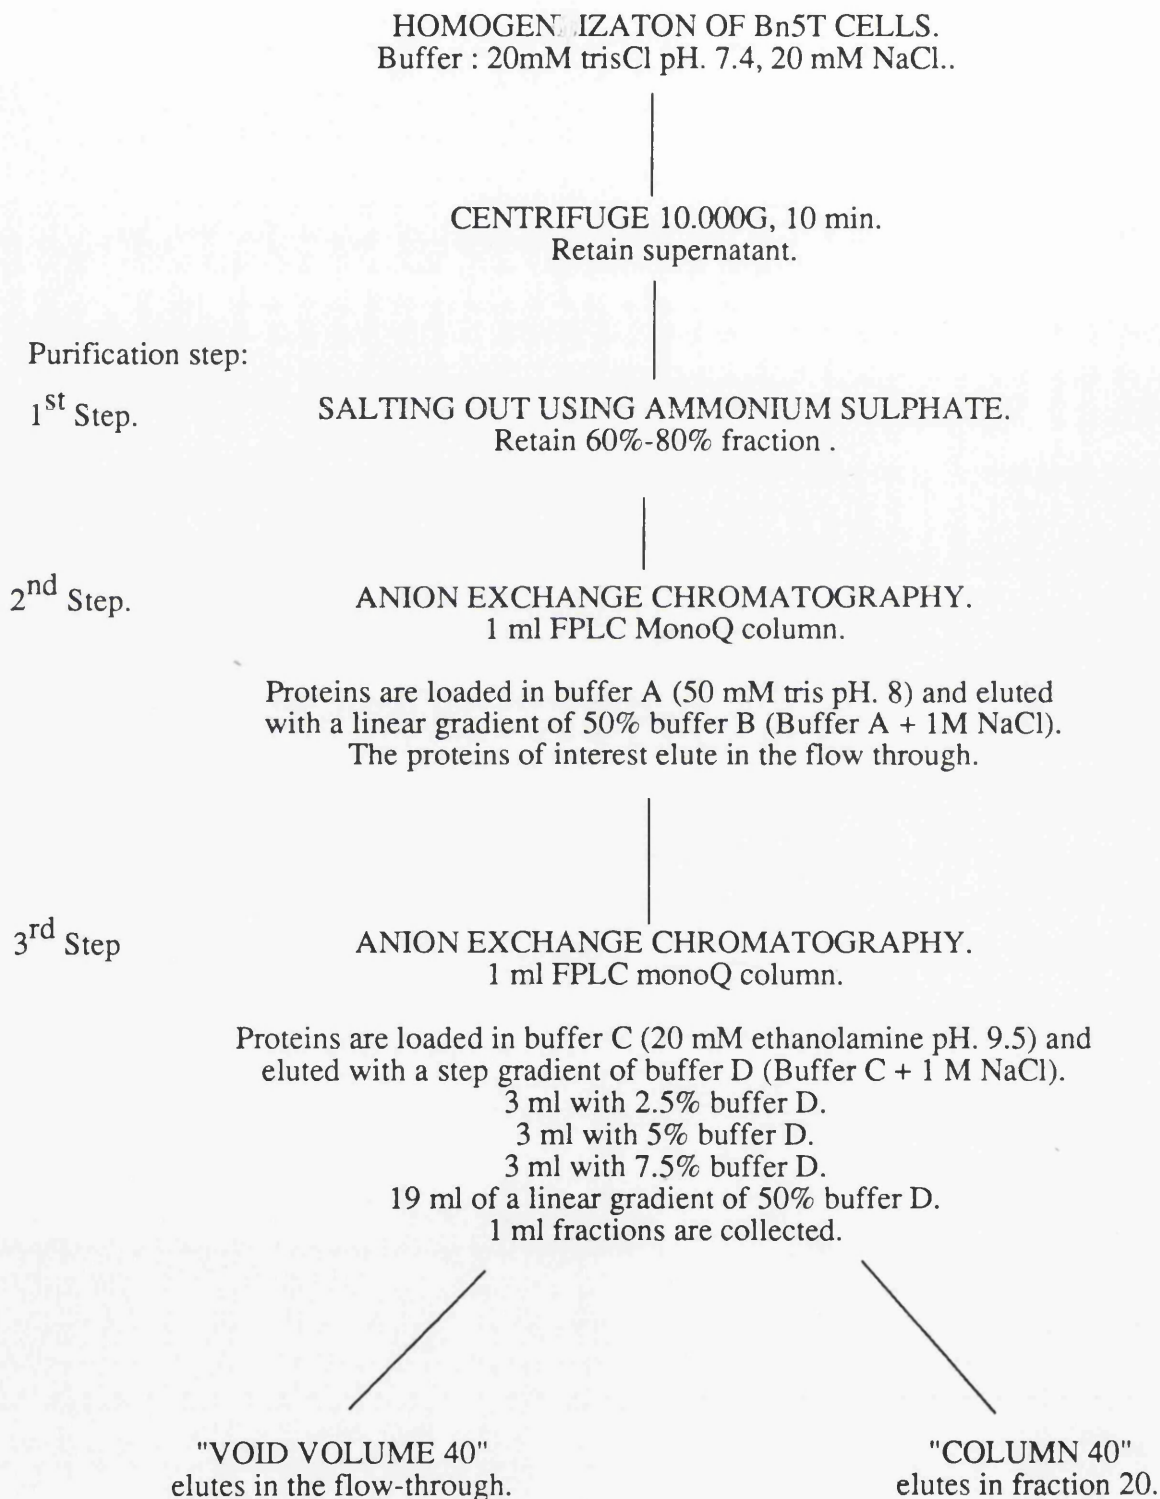 HOMOGEN IZATON OF Bn5T CELLS.
Buffer : 20mM trisCl pH. 7.4, 20 mM NaCl..
CENTRIFUGE 10.000G, 10 min.
Retain supernatant.
Purification step:
1st Step.
SALTING OUT USING AMMONIUM SULPHATE.
Retain 60%-80% fraction .
2nd Step.
ANION EXCHANGE CHROMATOGRAPHY.
1 ml FPLC MonoQ column.
Proteins are loaded in buffer A (50 mM tris pH. 8) and eluted
with a linear gradient of 50% buffer B (Buffer A + 1M NaCl).
The proteins of interest elute in the flow through.
3rd Step
ANION EXCHANGE CHROMATOGRAPHY.
1 ml FPLC monoQ column.
Proteins are loaded in buffer C (20 mM ethanolamine pH. 9.5) and
eluted with a step gradient of buffer D (Buffer C + 1 M NaCl).
3 ml with 2.5% buffer D.
3 ml with 5% buffer D.
3 ml with 7.5% buffer D.
19 ml of a linear gradient of 50% buffer D.
1 ml fractions are collected.
"VOID VOLUME 40"
elutes in the flow-through.
"COLUMN 40"
elutes in fraction 20.